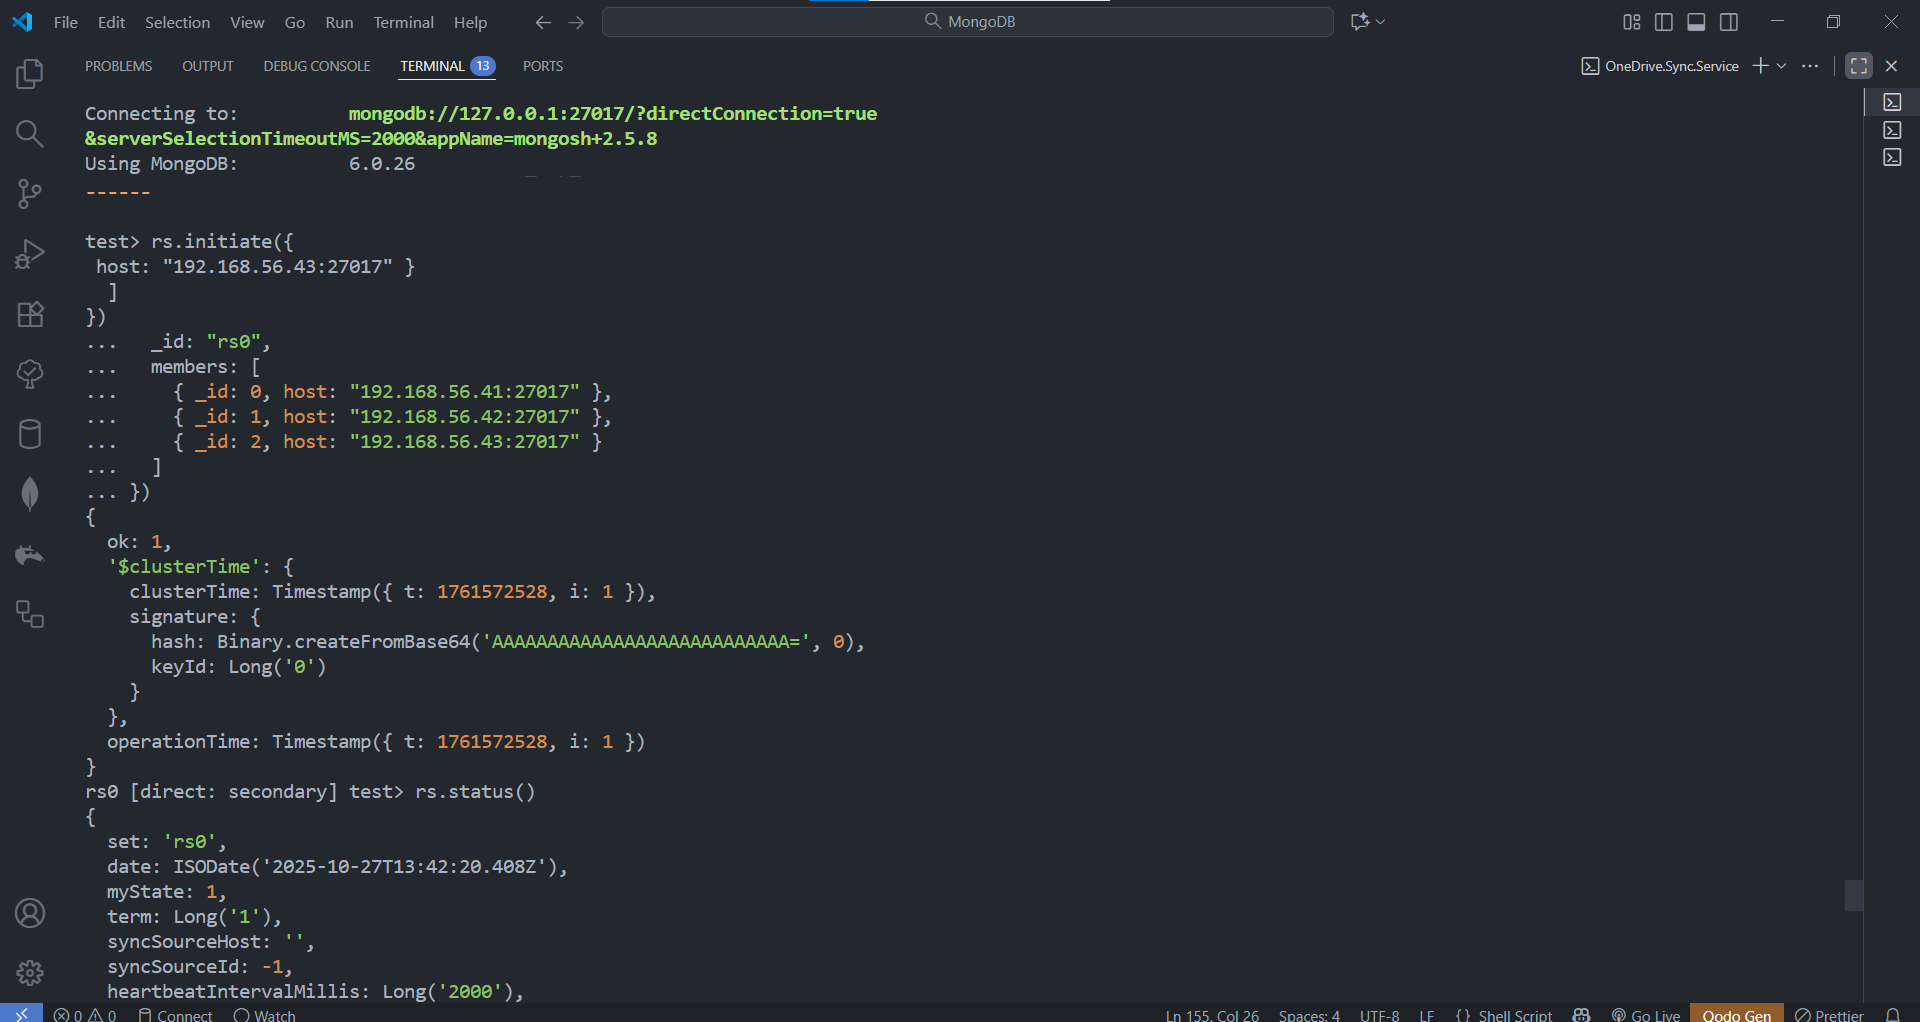 File Edit Selection View Go Run Terminal Help MongoDB
PROBLEMS OUTPUT DEBUG CONSOLE TERMINAL 13 PORTS OneDrive.Sync.Service
Connecting to: mongodb://127.0.0.1:27017/?directConnection=true
&serverSelectionTimeoutMS=2000&appName=mongosh+2.5.8
Using MongoDB: 6.0.26
------
test> rs.initiate({
host: "192.168.56.43:27017" }
]
})
... _id: "rs0",
... members: [
... { _id: 0, host: "192.168.56.41:27017" },
... { _id: 1, host: "192.168.56.42:27017" },
... { _id: 2, host: "192.168.56.43:27017" }
... ]
... })
{
ok: 1,
'$clusterTime': {
clusterTime: Timestamp({ t: 1761572528, i: 1 }),
signature: {
hash: Binary.createFromBase64('AAAAAAAAAAAAAAAAAAAAAAAAAAA=', 0),
keyId: Long('0')
}
},
operationTime: Timestamp({ t: 1761572528, i: 1 })
}
rs0 [direct: secondary] test> rs.status()
{
set: 'rs0',
date: ISODate('2025-10-27T13:42:20.408Z'),
myState: 1,
term: Long('1'),
syncSourceHost: '',
syncSourceId: -1,
heartbeatIntervalMillis: Long('2000'),
0 0 Connect Watch Ln 155, Col 26 Spaces: 4 UTF-8 LF { } Shell Script Go Live Qodo Gen Prettier